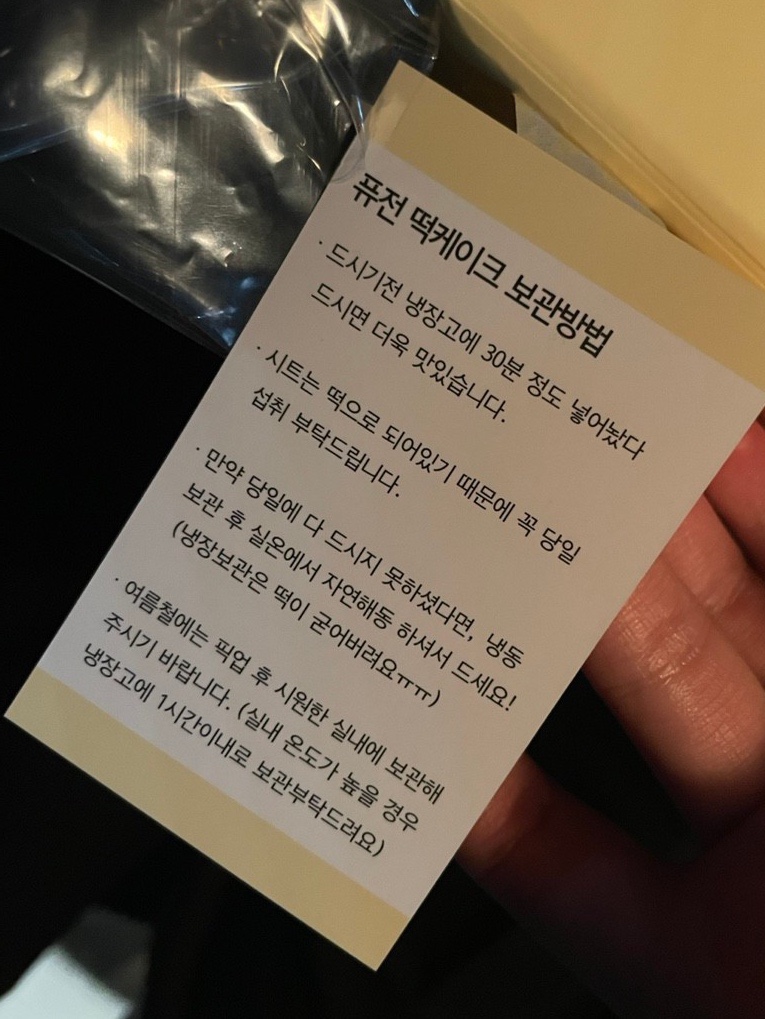 퓨전 떡케이크 보관방법
· 드시기전 냉장고에 30분 정도 넣어놨다
드시면 더욱 맛있습니다.
· 시트는 떡으로 되어있기 때문에 꼭 당일
섭취 부탁드립니다.
· 만약 당일에 다 드시지 못하셨다면, 냉동
보관 후 실온에서 자연해동 하셔서 드세요!
(냉장보관은 떡이 굳어버려요ㅠㅠ)
· 여름철에는 픽업 후 시원한 실내에 보관해
주시기 바랍니다. (실내 온도가 높을 경우
냉장고에 1시간이내로 보관부탁드려요)